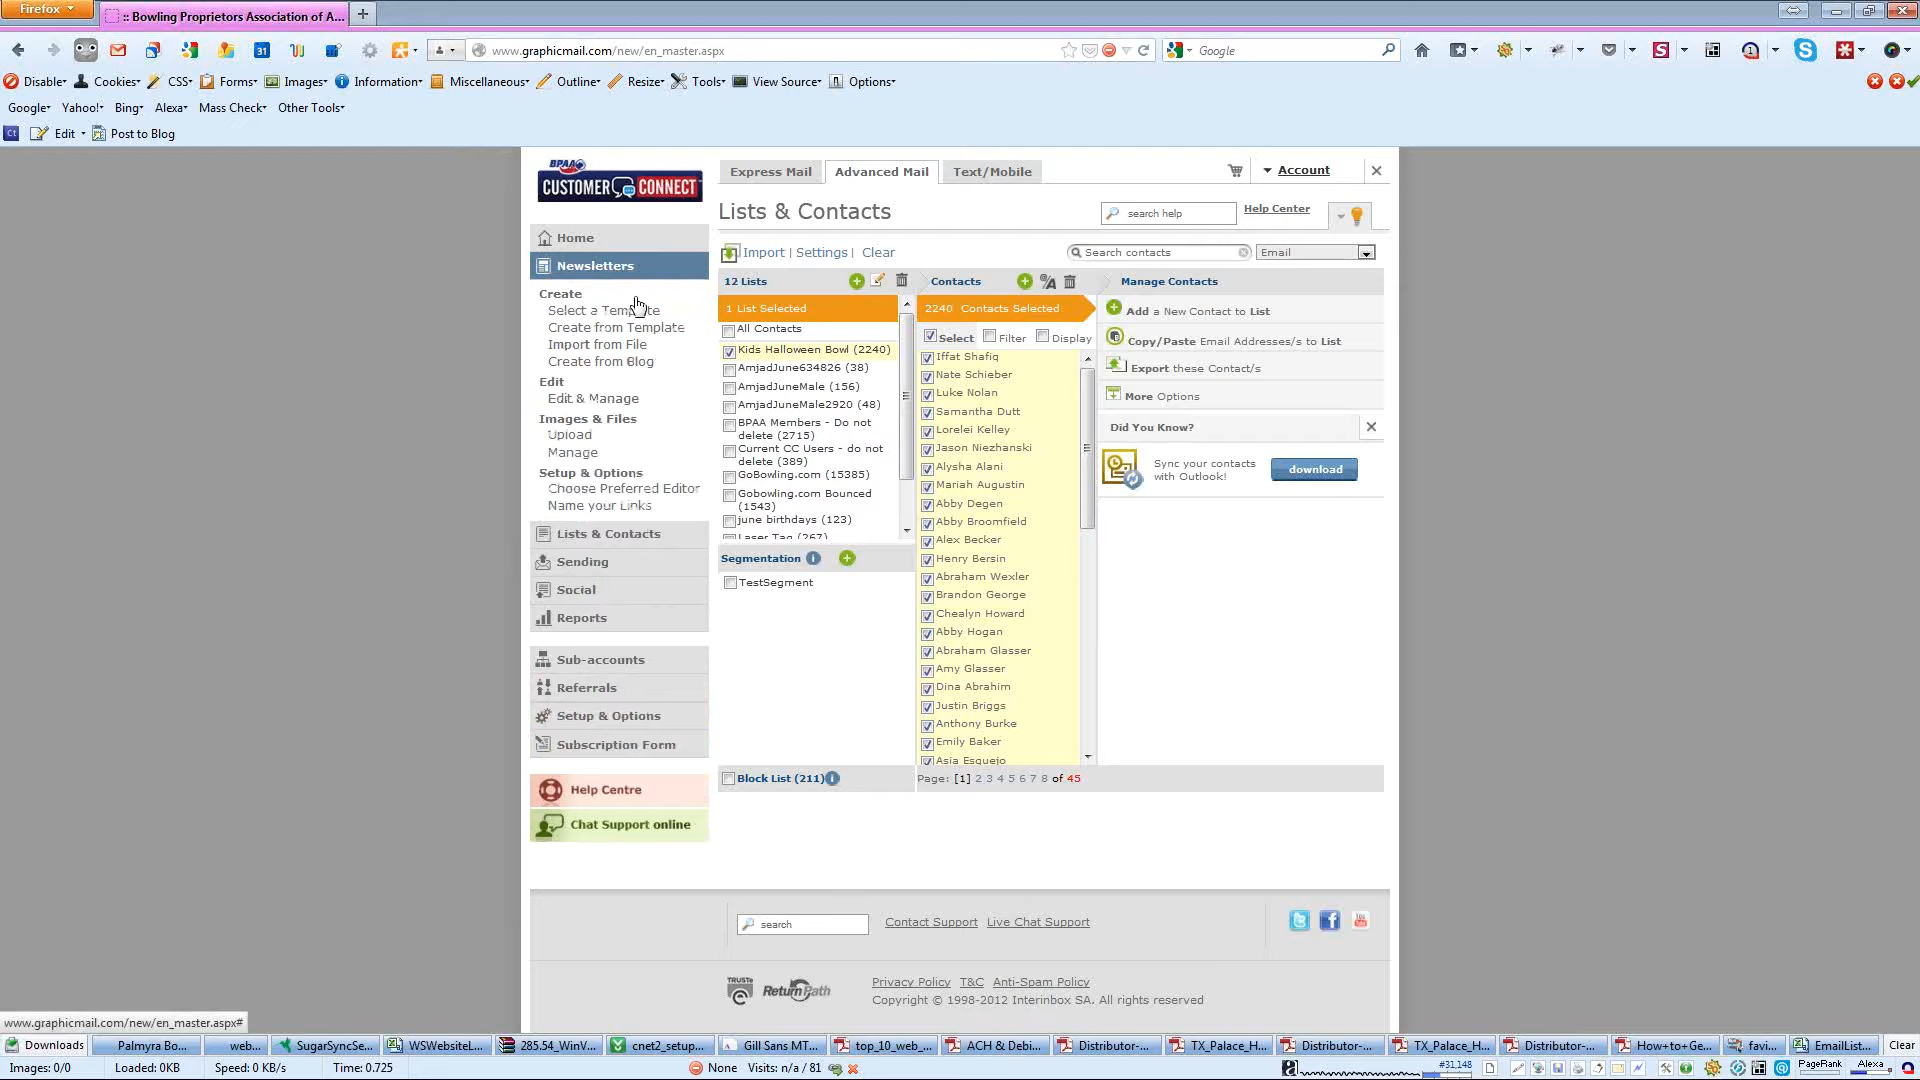 Firefox
:: Bowling Proprietors Association of A...
www.graphicmail.com/new/en_master.aspx
Google
Disable Cookies CSS Forms Images Information Miscellaneous Outline Resize Tools View Source Options
Google Yahoo! Bing Alexa Mass Check Other Tools
Edit Post to Blog
BPAA
CUSTOMER CONNECT
Express Mail Advanced Mail Text/Mobile
Account
Lists & Contacts
search help
Help Center
Home
Newsletters
Create
Select a Template
Create from Template
Import from File
Create from Blog
Edit
Edit & Manage
Images & Files
Upload
Manage
Setup & Options
Choose Preferred Editor
Name your Links
Lists & Contacts
Sending
Social
Reports
Sub-accounts
Referrals
Setup & Options
Subscription Form
Help Centre
Chat Support online
Import | Settings | Clear
Search contacts
Email
12 Lists
1 List Selected
All Contacts
Kids Halloween Bowl (2240)
AmjadJune634826 (38)
AmjadJuneMale (156)
AmjadJuneMale2920 (48)
BPAA Members - Do not
delete (2715)
Current CC Users - do not
delete (389)
GoBowling.com (15385)
Gobowling.com Bounced
(1543)
june birthdays (123)
Laser Tag (267)
Segmentation
TestSegment
Block List (211)
Contacts
2240 Contacts Selected
Select Filter Display
Iffat Shafiq
Nate Schieber
Luke Nolan
Samantha Dutt
Lorelei Kelley
Jason Niezhanski
Alysha Alani
Mariah Augustin
Abby Degen
Abby Broomfield
Alex Becker
Henry Bersin
Abraham Wexler
Brandon George
Chealyn Howard
Abby Hogan
Abraham Glasser
Amy Glasser
Dina Abrahim
Justin Briggs
Anthony Burke
Emily Baker
Asia Esquejo
Page: [1] 2 3 4 5 6 7 8 of 45
Manage Contacts
Add a New Contact to List
Copy/Paste Email Addresses/s to List
Export these Contact/s
More Options
Did You Know?
Sync your contacts
with Outlook!
download
search
Contact Support Live Chat Support
TRUSTe
ReturnPath
Privacy Policy T&C Anti-Spam Policy
Copyright © 1998-2012 Interinbox SA. All rights reserved
www.graphicmail.com/new/en_master.aspx#
Downloads Palmyra Bo... web... SugarSyncSe... WSWebsiteL... 285.54_WinV... cnet2_setup... Gill Sans MT... top_10_web_... ACH & Debi... Distributor-... TX_Palace_H... Distributor-... TX_Palace_H... Distributor-... How+to+Ge... favi... EmailList... Clear
Images: 0/0 Loaded: 0KB Speed: 0 KB/s Time: 0.725 None Visits: n/a / 81 #31,148 PageRank Alexa